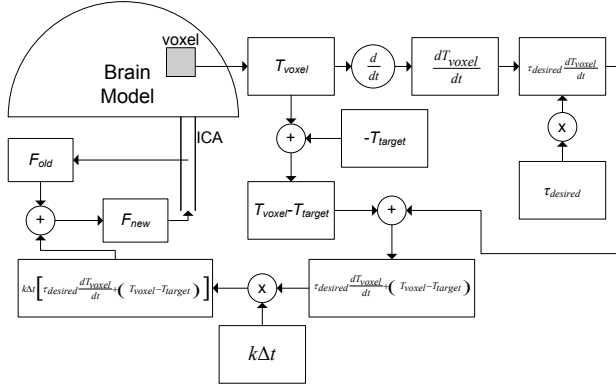 voxel
Brain
Model
ICA
T_voxel
d/dt
dT_voxel/dt
τ_desired dT_voxel/dt
+
-T_target
x
τ_desired
F_old
+
F_new
T_voxel-T_target
+
kΔt[τ_desired dT_voxel/dt+( T_voxel-T_target)]
x
τ_desired dT_voxel/dt+( T_voxel-T_target)
kΔt